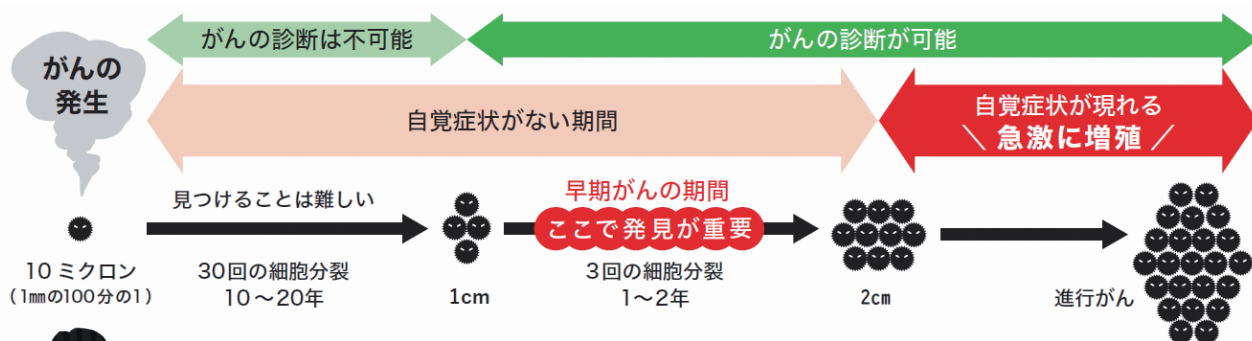 がんの
発生
がんの診断は不可能
がんの診断が可能
自覚症状がない期間
自覚症状が現れる
\ 急激に増殖 /
見つけることは難しい
早期がんの期間
ここで発見が重要
10 ミクロン
(1㎜の100分の1)
30回の細胞分裂
10～20年
1cm
3回の細胞分裂
1～2年
2㎝
進行がん